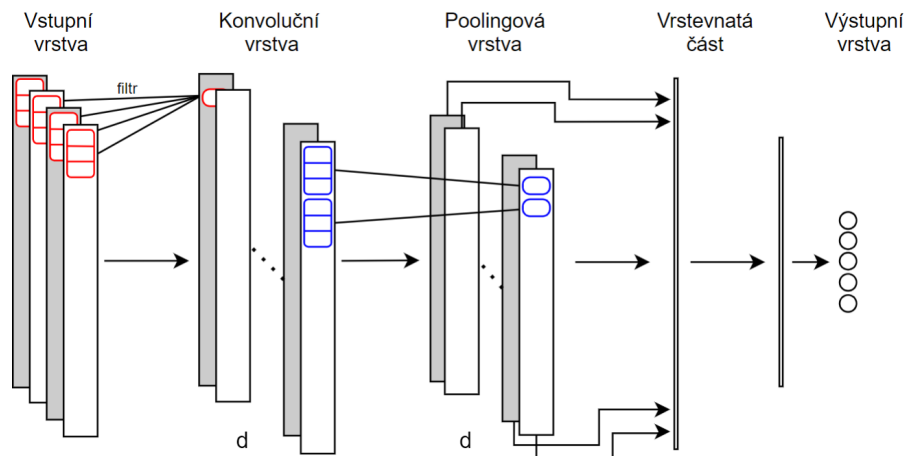 Vstupní
vrstva
Konvoluční
vrstva
Poolingová
vrstva
Vrstevnatá
část
Výstupní
vrstva
filtr
d
d